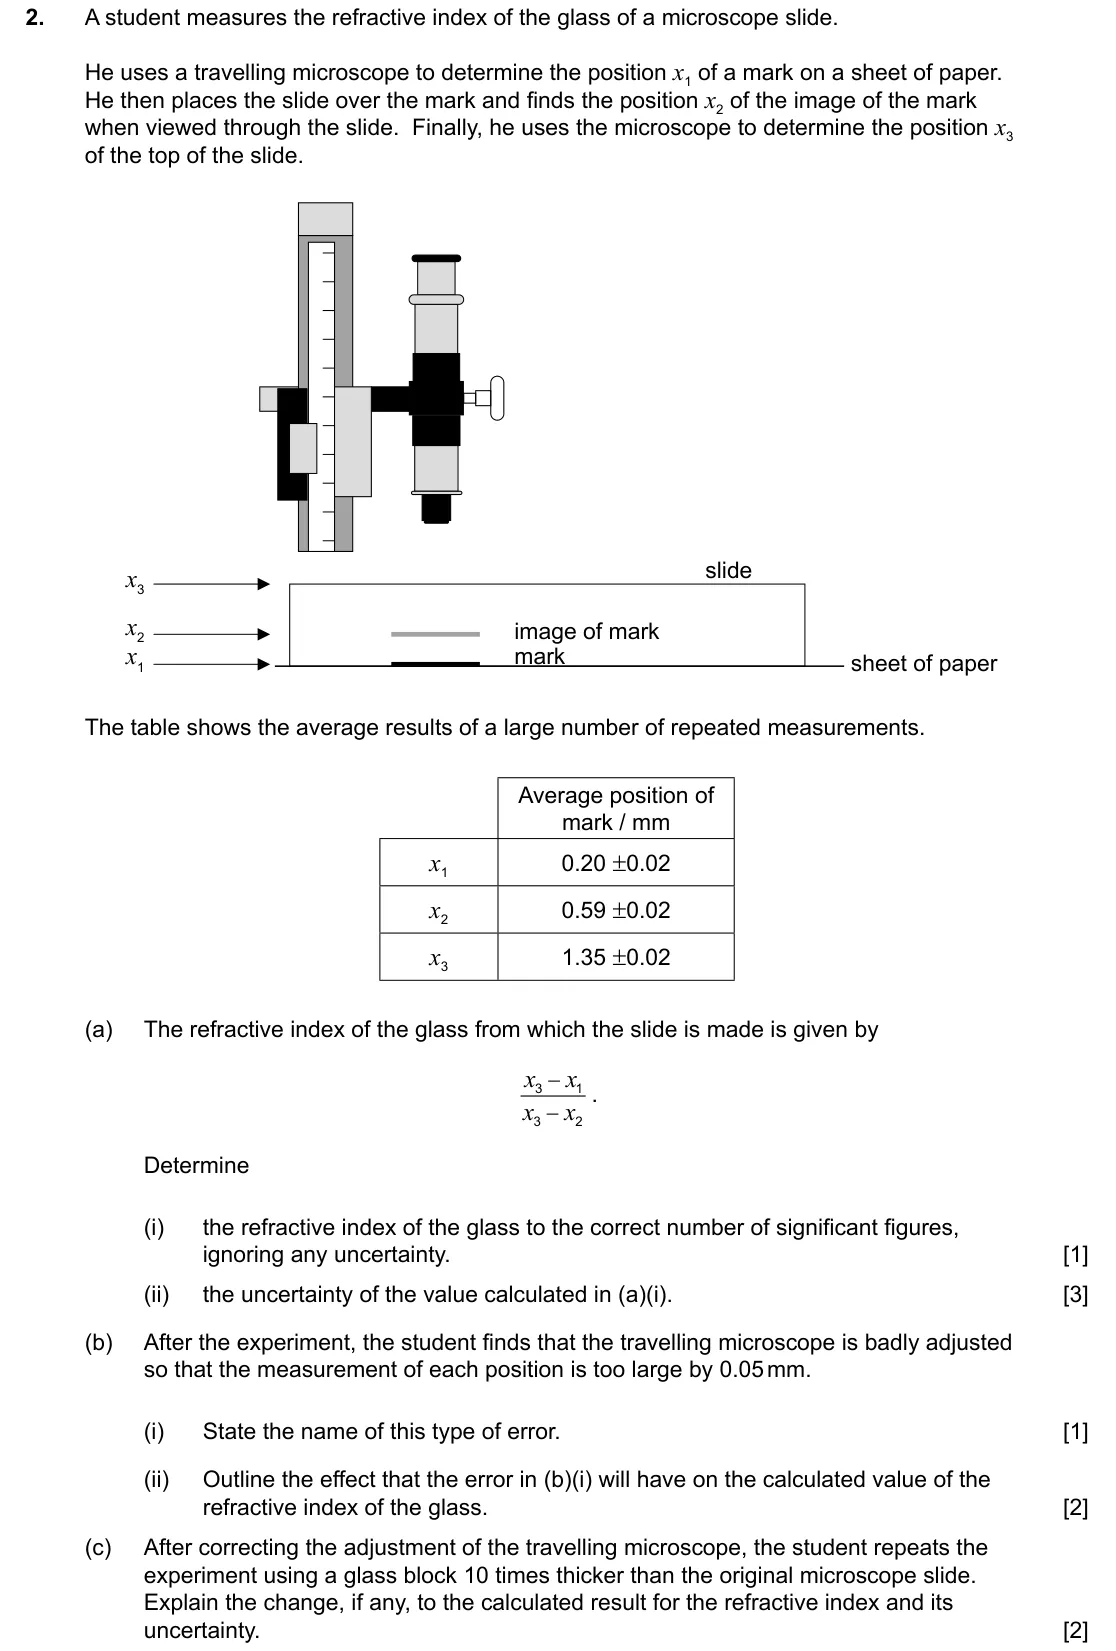 2. A student measures the refractive index of the glass of a microscope slide.
He uses a travelling microscope to determine the position x₁ of a mark on a sheet of paper.
He then places the slide over the mark and finds the position x₂ of the image of the mark
when viewed through the slide. Finally, he uses the microscope to determine the position x₃
of the top of the slide.
slide
x₃
x₂
image of mark
x₁
mark
sheet of paper
The table shows the average results of a large number of repeated measurements.
Average position of
mark / mm
x₁ 0.20 ±0.02
x₂ 0.59 ±0.02
x₃ 1.35 ±0.02
(a) The refractive index of the glass from which the slide is made is given by
x₃ – x₁
x₃ – x₂ .
Determine
(i) the refractive index of the glass to the correct number of significant figures,
ignoring any uncertainty. [1]
(ii) the uncertainty of the value calculated in (a)(i). [3]
(b) After the experiment, the student finds that the travelling microscope is badly adjusted
so that the measurement of each position is too large by 0.05 mm.
(i) State the name of this type of error. [1]
(ii) Outline the effect that the error in (b)(i) will have on the calculated value of the
refractive index of the glass. [2]
(c) After correcting the adjustment of the travelling microscope, the student repeats the
experiment using a glass block 10 times thicker than the original microscope slide.
Explain the change, if any, to the calculated result for the refractive index and its
uncertainty. [2]